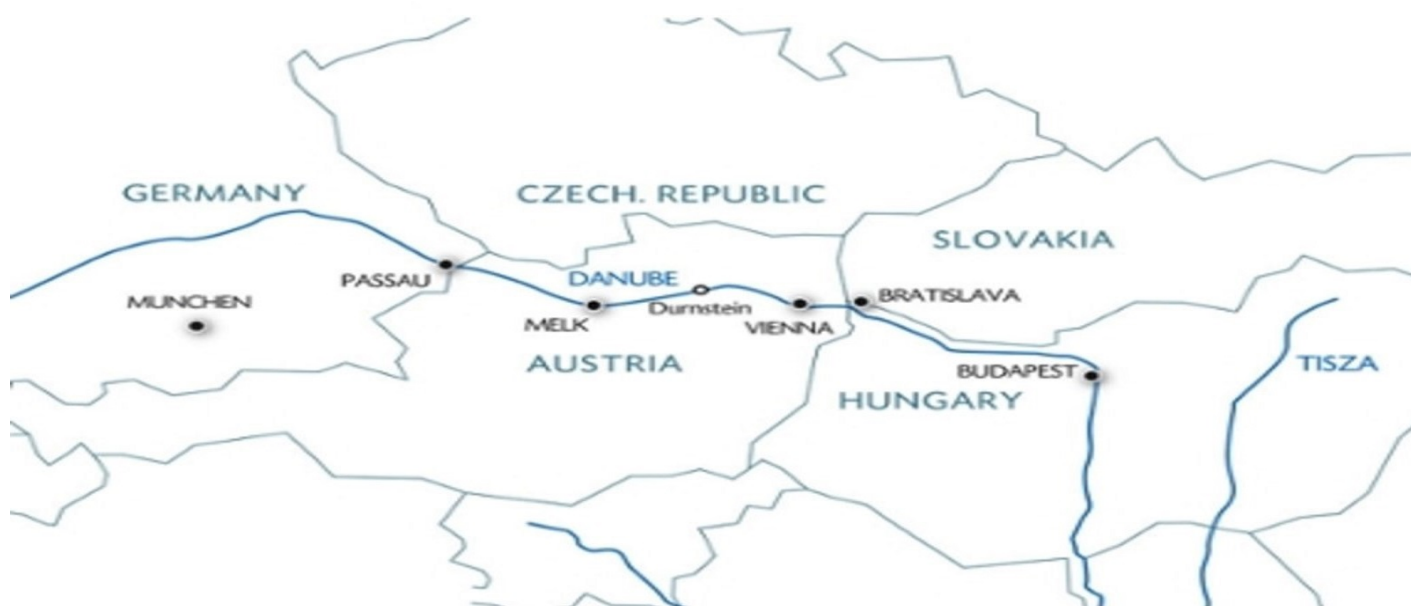 GERMANY
CZECH. REPUBLIC
SLOVAKIA
PASSAU
DANUBE
MUNCHEN
BRATISLAVA
Durnstein
MELK
VIENNA
AUSTRIA
TISZA
BUDAPEST
HUNGARY